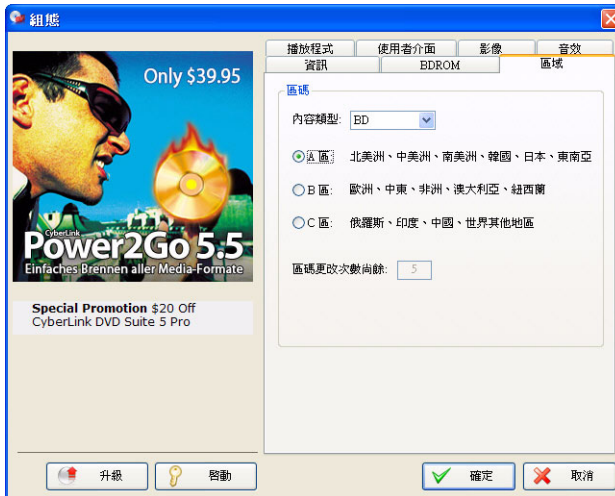 組態
Only $39.95
CyberLink
Power2Go 5.5
Einfaches Brennen aller Media-Formate
Special Promotion $20 Off
CyberLink DVD Suite 5 Pro
播放程式 使用者介面 影像 音效
資訊 BDROM 區域
區碼
內容類型: BD
A 區: 北美洲、中美洲、南美洲、韓國、日本、東南亞
B 區: 歐洲、中東、非洲、澳大利亞、紐西蘭
C 區: 俄羅斯、印度、中國、世界其他地區
區碼更改次數尚餘: 5
升級 啟動 確定 取消